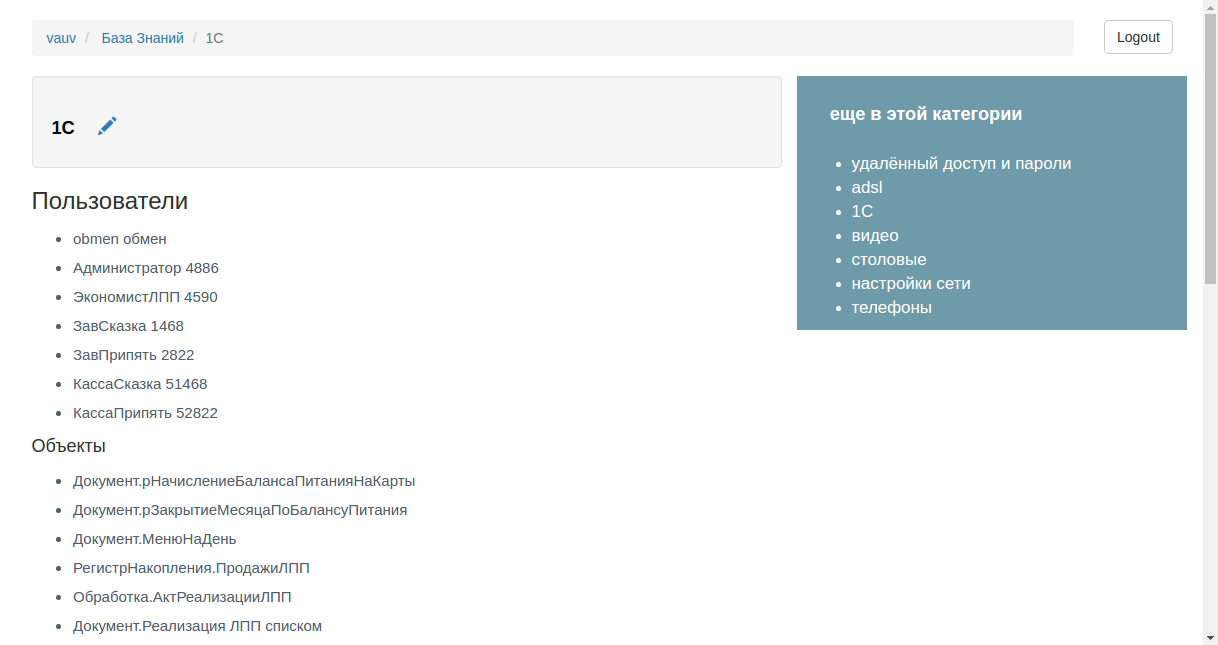 vauv / База Знаний / 1С
Logout
1С
Пользователи
obmen обмен
Администратор 4886
ЭкономистЛПП 4590
ЗавСказка 1468
ЗавПрипять 2822
КассаСказка 51468
КассаПрипять 52822
Объекты
Документ.рНачислениеБалансаПитанияНаКарты
Документ.рЗакрытиеМесяцаПоБалансуПитания
Документ.МенюНаДень
РегистрНакопления.ПродажиЛПП
Обработка.АктРеализацииЛПП
Документ.Реализация ЛПП списком
еще в этой категории
удалённый доступ и пароли
adsl
1С
видео
столовые
настройки сети
телефоны